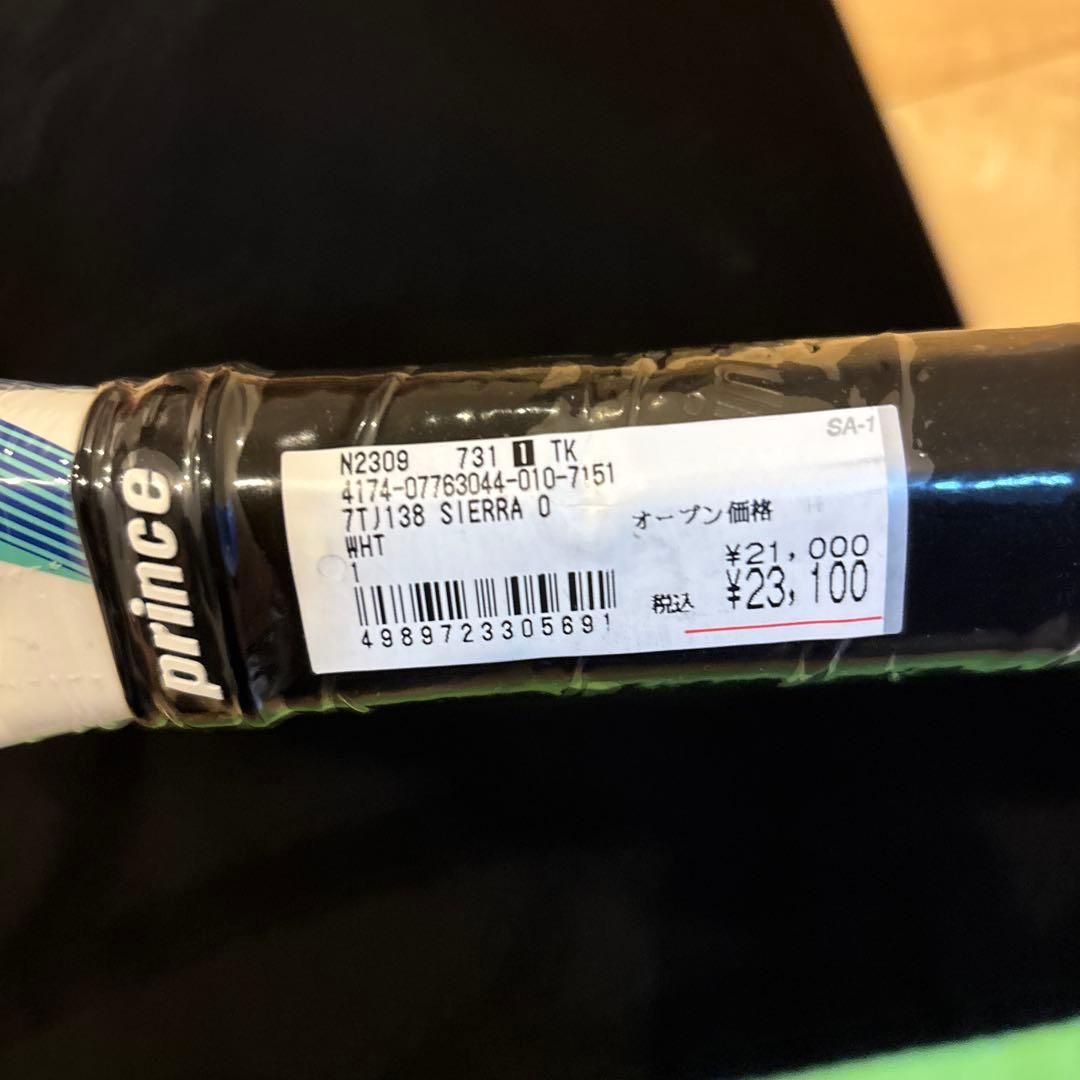 prince
SA-1
N2309 731 1 TK
4174-07763044-010-7151
7TJ138 SIERRA O
WHT
1
4989723305691
オープン価格
¥21,000
税込 ¥23,100